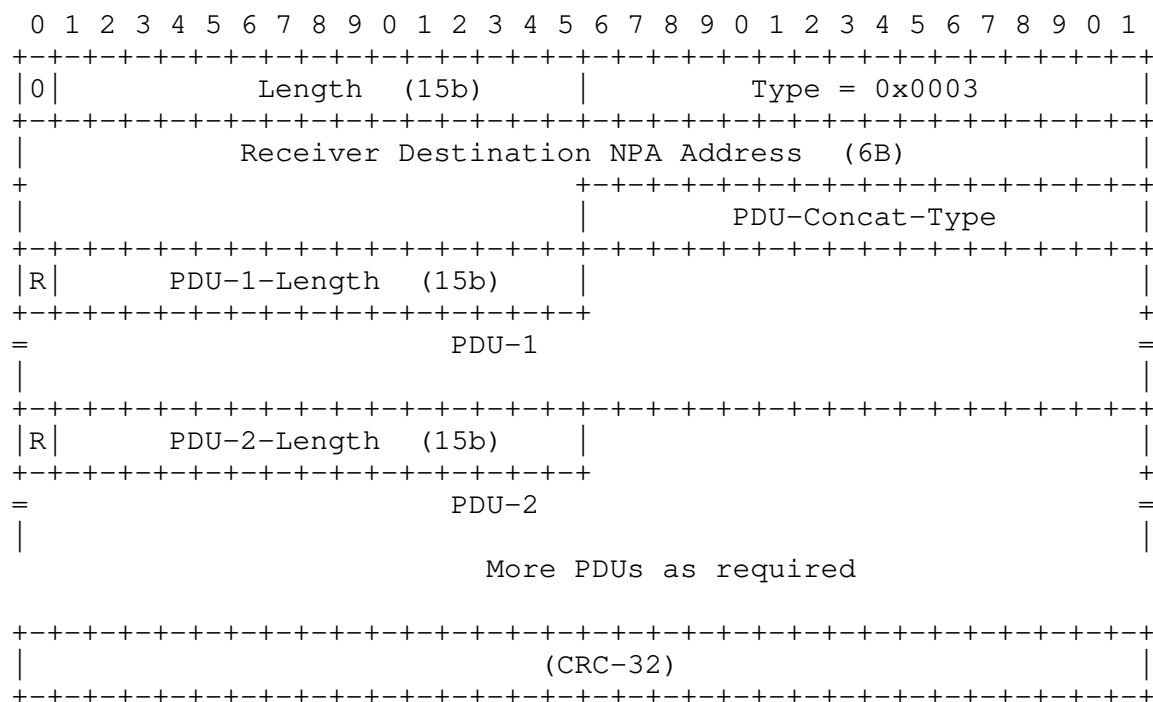 0 1 2 3 4 5 6 7 8 9 0 1 2 3 4 5 6 7 8 9 0 1 2 3 4 5 6 7 8 9 0 1
+-+-+-+-+-+-+-+-+-+-+-+-+-+-+-+-+-+-+-+-+-+-+-+-+-+-+-+-+-+-+-+-+
|0|           Length  (15b)     |         Type = 0x0003         |
+-+-+-+-+-+-+-+-+-+-+-+-+-+-+-+-+-+-+-+-+-+-+-+-+-+-+-+-+-+-+-+-+
|            Receiver Destination NPA Address  (6B)             |
+                               +-+-+-+-+-+-+-+-+-+-+-+-+-+-+-+-+
|                               |        PDU-Concat-Type        |
+-+-+-+-+-+-+-+-+-+-+-+-+-+-+-+-+-+-+-+-+-+-+-+-+-+-+-+-+-+-+-+-+
|R|      PDU-1-Length  (15b)    |                               |
+-+-+-+-+-+-+-+-+-+-+-+-+-+-+-+-+                               +
=                        PDU-1                                  =
|                                                               |
+-+-+-+-+-+-+-+-+-+-+-+-+-+-+-+-+-+-+-+-+-+-+-+-+-+-+-+-+-+-+-+-+
|R|      PDU-2-Length  (15b)    |                               |
+-+-+-+-+-+-+-+-+-+-+-+-+-+-+-+-+                               +
=                        PDU-2                                  =
|                                                               |
                          More PDUs as required
+-+-+-+-+-+-+-+-+-+-+-+-+-+-+-+-+-+-+-+-+-+-+-+-+-+-+-+-+-+-+-+-+
|                             (CRC-32)                          |
+-+-+-+-+-+-+-+-+-+-+-+-+-+-+-+-+-+-+-+-+-+-+-+-+-+-+-+-+-+-+-+-+